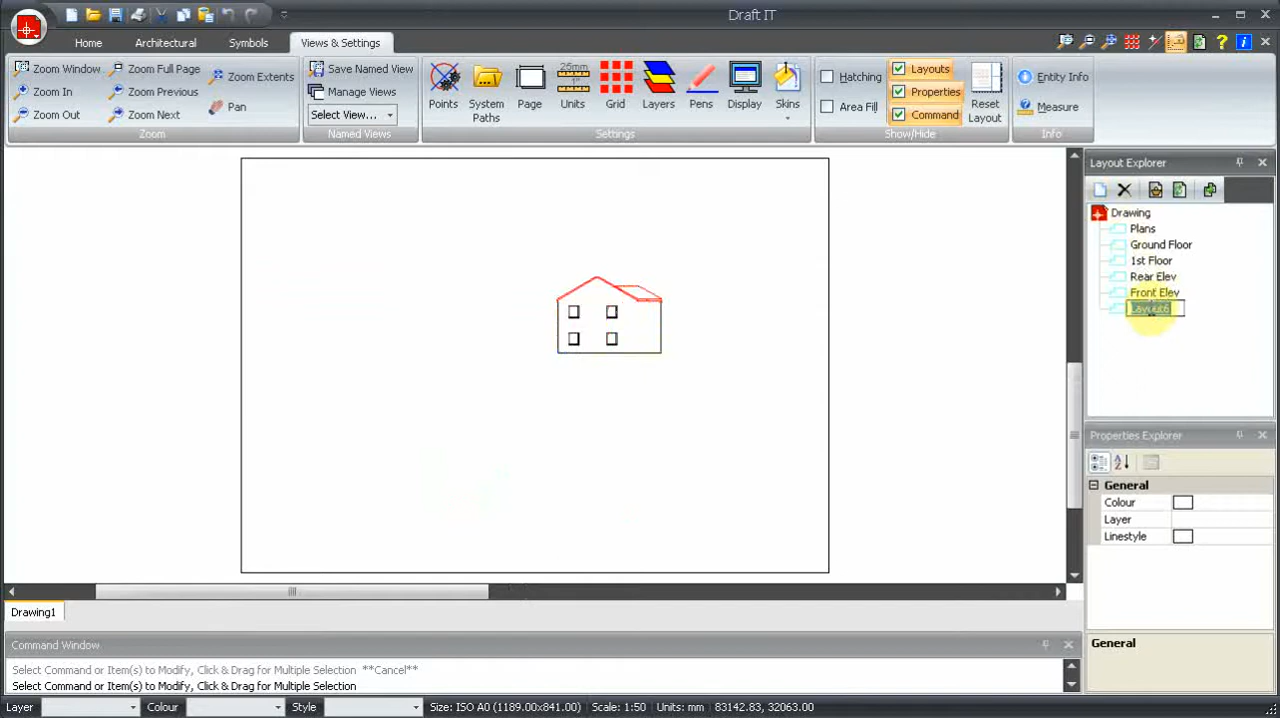 Draft IT
Home
Architectural
Symbols
Views & Settings
Zoom Window
Zoom Full Page
Zoom Extents
Save Named View
Zoom In
Zoom Previous
Pan
Manage Views
Zoom Out
Zoom Next
Select View...
Zoom
Named Views
Points
System Paths
Page
25mm
1"
Units
Grid
Layers
Pens
Display
Skins
Settings
Hatching
Area Fill
Layouts
Properties
Command
Reset Layout
Show/Hide
Entity Info
Measure
Info
Layout Explorer
Drawing
Plans
Ground Floor
1st Floor
Rear Elev
Front Elev
Layout6
Properties Explorer
General
Colour
Layer
Linestyle
General
Drawing1
Command Window
Select Command or Item(s) to Modify, Click & Drag for Multiple Selection **Cancel**
Select Command or Item(s) to Modify, Click & Drag for Multiple Selection
Layer
Colour
Style
Size: ISO A0 (1189.00x841.00)
Scale: 1:50
Units: mm
83142.83, 32063.00